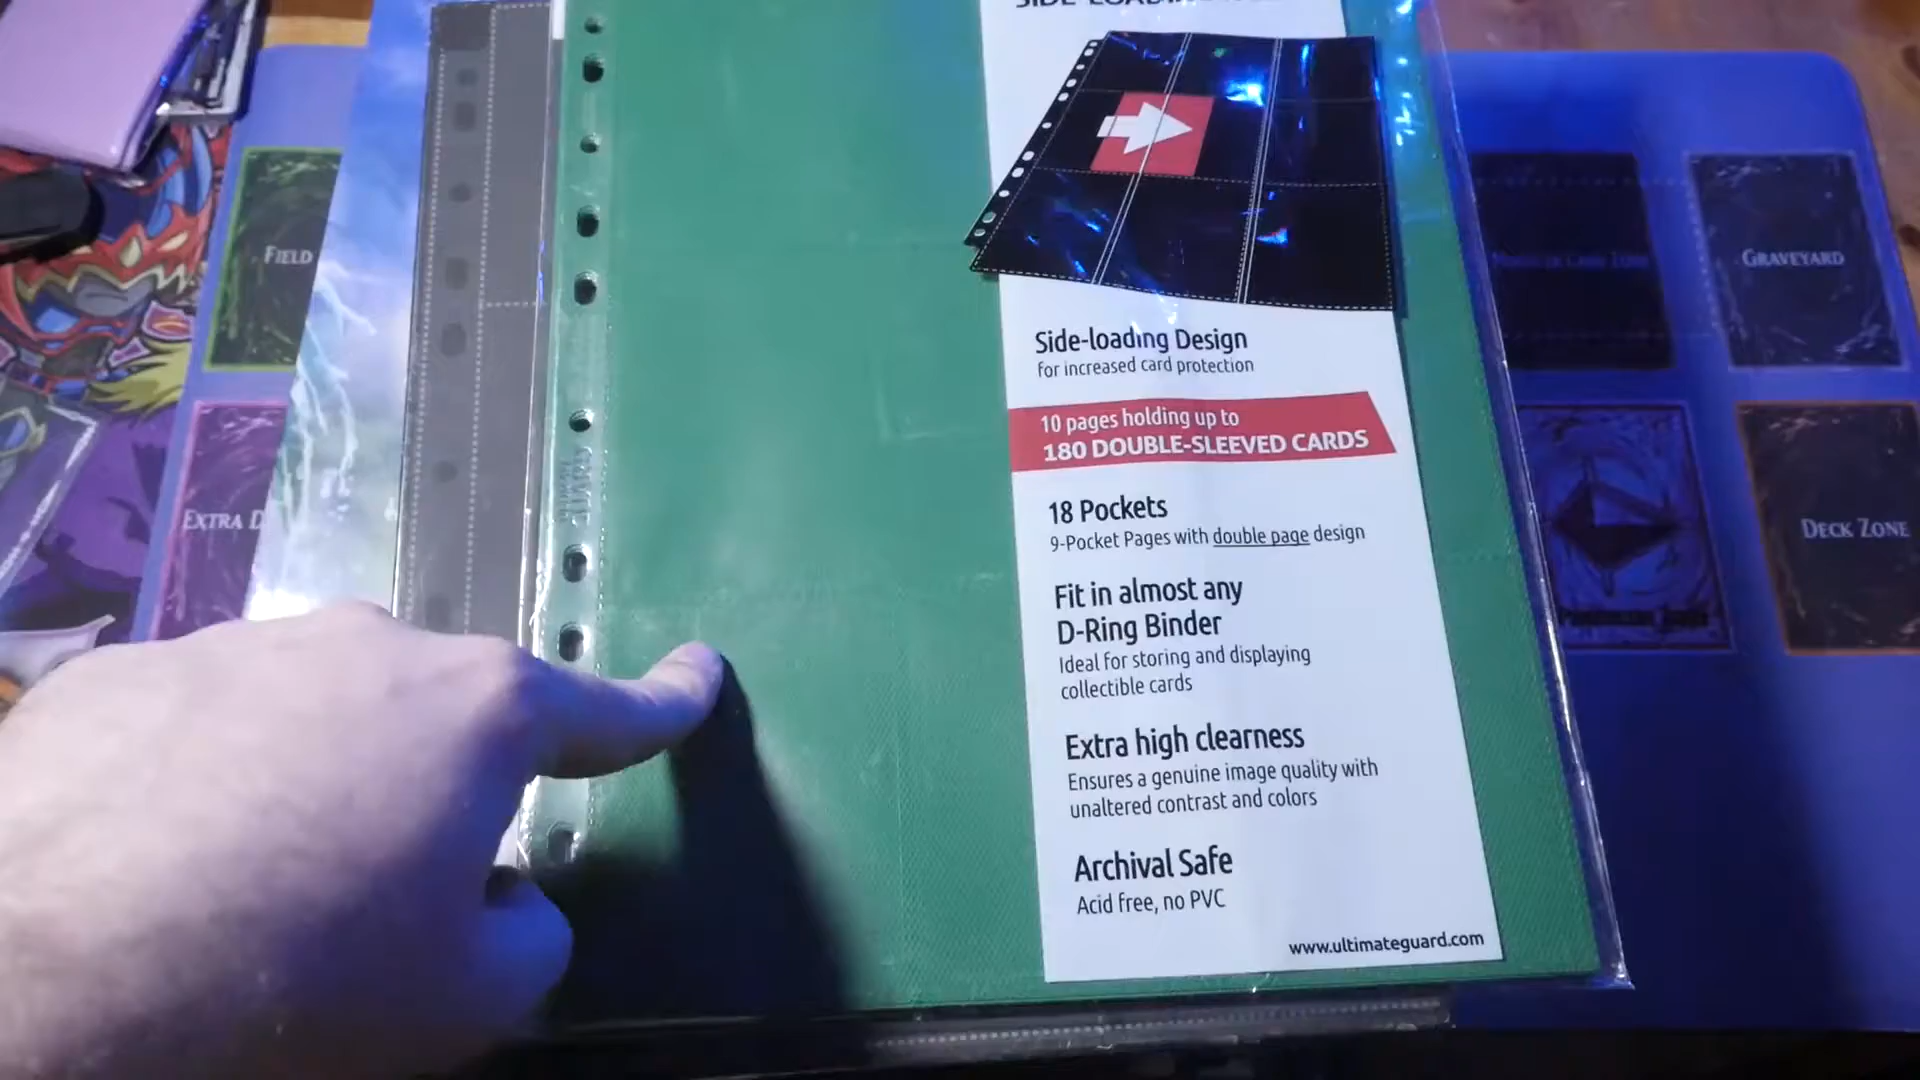 SIDE-LOADING
Side-loading Design
for increased card protection
10 pages holding up to
180 DOUBLE-SLEEVED CARDS
18 Pockets
9-Pocket Pages with double page design
Fit in almost any
D-Ring Binder
Ideal for storing and displaying
collectible cards
Extra high clearness
Ensures a genuine image quality with
unaltered contrast and colors
Archival Safe
Acid free, no PVC
www.ultimateguard.com
FIELD
EXTRA D
GRAVEYARD
DECK ZONE